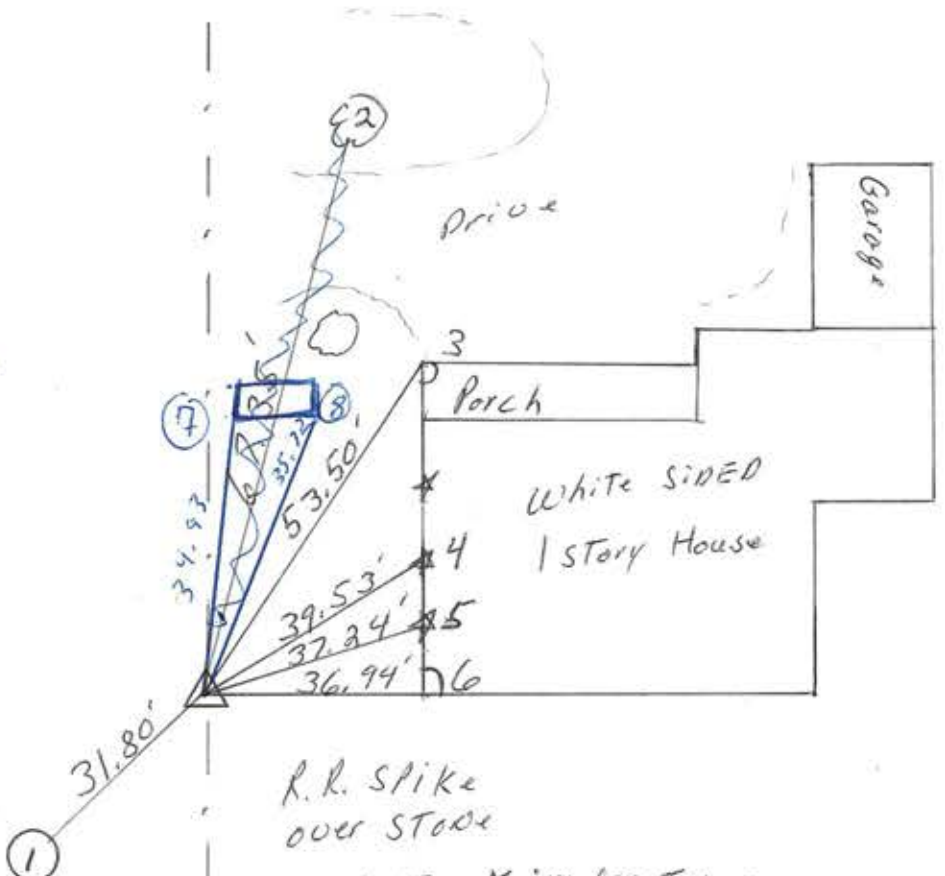 2
Drive
Garage
3
Porch
7
8
35.22
53.50'
34.93
White SiDED
1 STory House
4
39.53'
5
37.24'
36.94'
6
31.80'
R.R. SPiKe
over STONe
1